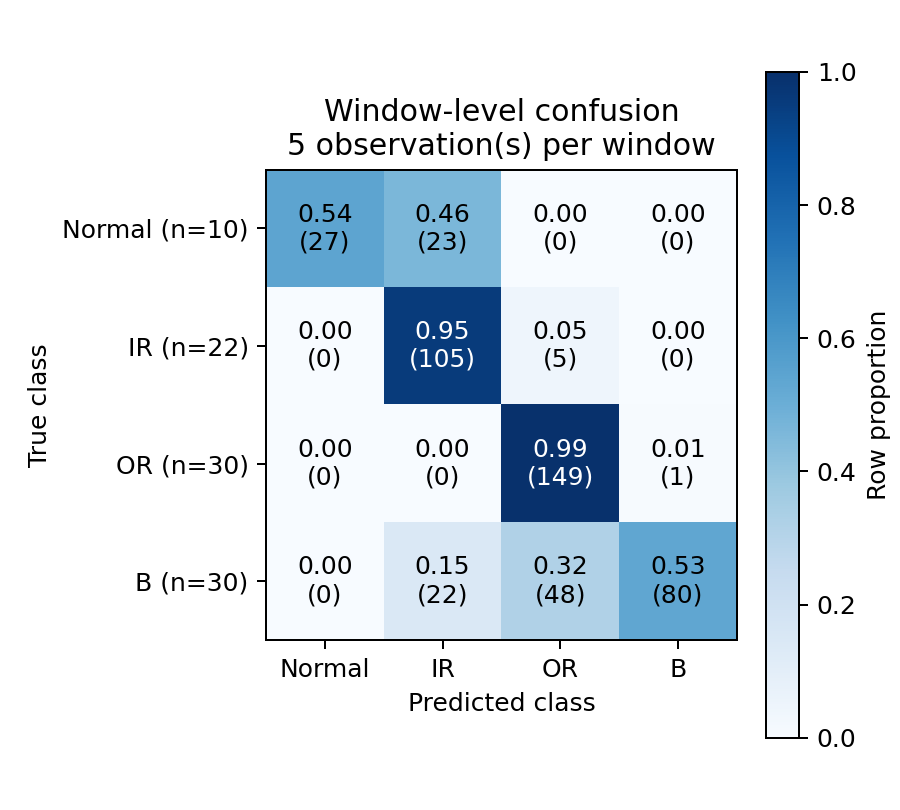 Window-level confusion
5 observation(s) per window
Normal (n=10)
0.54
(27)
0.46
(23)
0.00
(0)
0.00
(0)
IR (n=22)
0.00
(0)
0.95
(105)
0.05
(5)
0.00
(0)
OR (n=30)
0.00
(0)
0.00
(0)
0.99
(149)
0.01
(1)
B (n=30)
0.00
(0)
0.15
(22)
0.32
(48)
0.53
(80)
Normal
IR
OR
B
Predicted class
True class
1.0
0.8
0.6
0.4
0.2
0.0
Row proportion